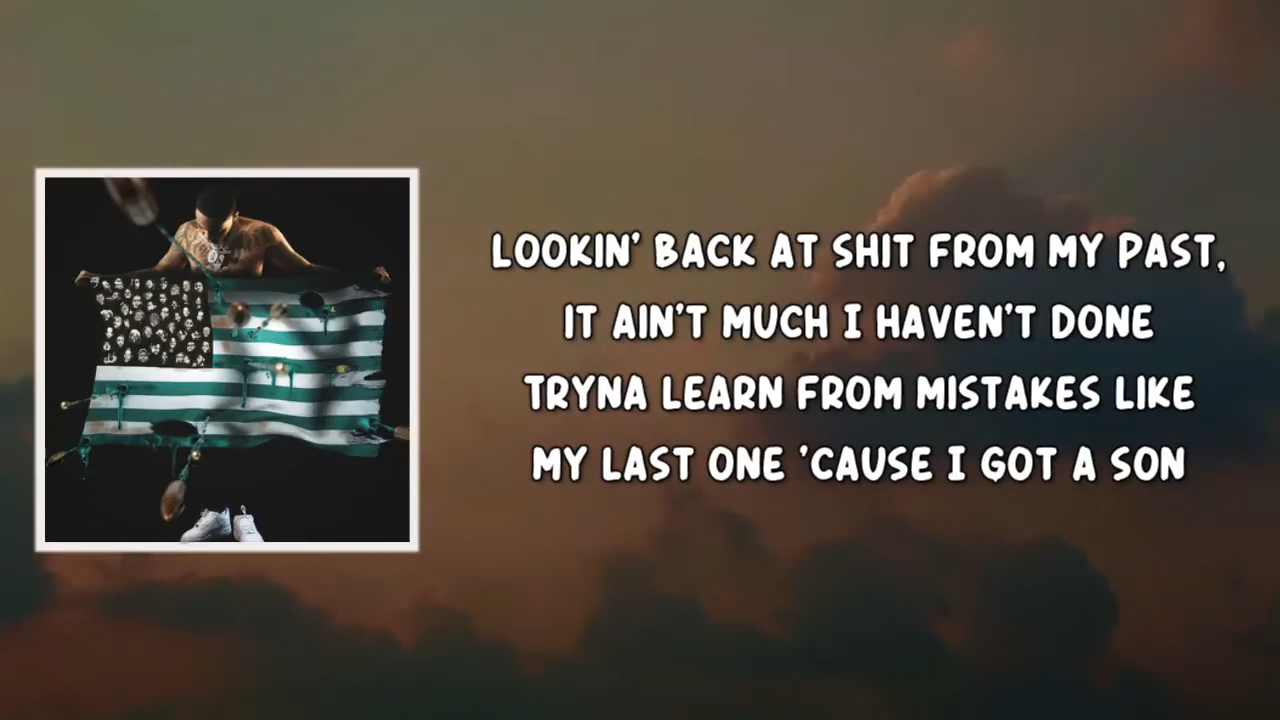 LOOKIN' BACK AT SHIT FROM MY PAST,
IT AIN'T MUCH I HAVEN'T DONE
TRYNA LEARN FROM MISTAKES LIKE
MY LAST ONE 'CAUSE I GOT A SON